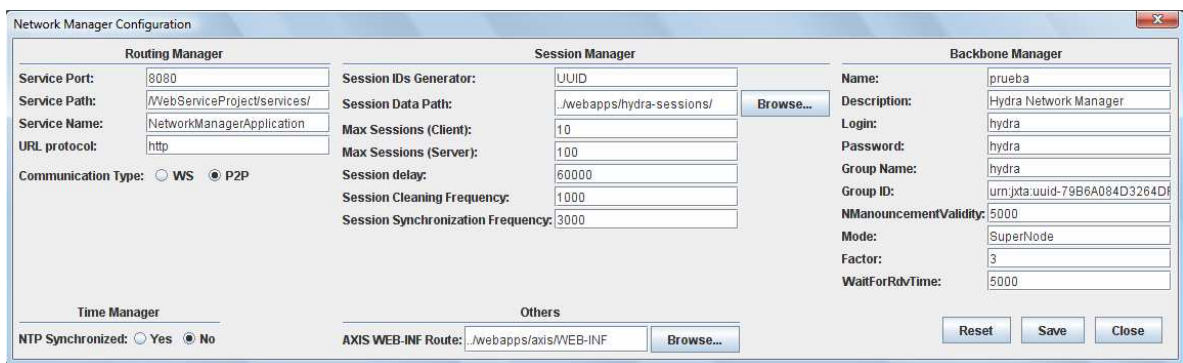 Network Manager Configuration
Routing Manager
Service Port: 8080
Service Path: /WebServiceProject/services/
Service Name: NetworkManagerApplication
URL protocol: http
Communication Type: WS P2P
Session Manager
Session IDs Generator: UUID
Session Data Path: ../webapps/hydra-sessions/ Browse...
Max Sessions (Client): 10
Max Sessions (Server): 100
Session delay: 60000
Session Cleaning Frequency: 1000
Session Synchronization Frequency: 3000
Backbone Manager
Name: prueba
Description: Hydra Network Manager
Login: hydra
Password: hydra
Group Name: hydra
Group ID: urn:jxta:uuid-79B6A084D3264DF
NManouncementValidity: 5000
Mode: SuperNode
Factor: 3
WaitForRdvTime: 5000
Time Manager
NTP Synchronized: Yes No
Others
AXIS WEB-INF Route: ../webapps/axis/WEB-INF Browse...
Reset Save Close